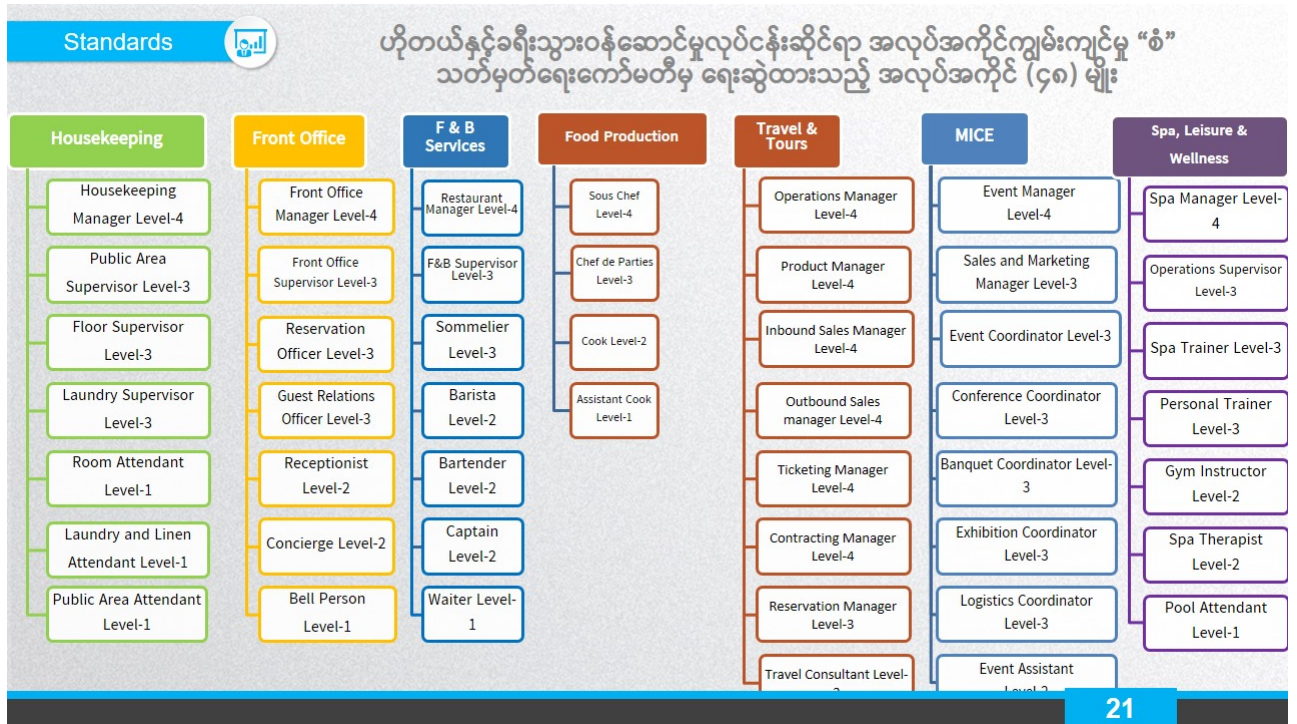 Standards
ဟိုတယ်နှင့်ခရီးသွားဝန်ဆောင်မှုလုပ်ငန်းဆိုင်ရာ အလုပ်အကိုင်ကျွမ်းကျင်မှု “စံ”
သတ်မှတ်ရေးကော်မတီမှ ရေးဆွဲထားသည့် အလုပ်အကိုင် (၄၈) မျိုး
Housekeeping
Housekeeping
Manager Level-4
Public Area
Supervisor Level-3
Floor Supervisor
Level-3
Laundry Supervisor
Level-3
Room Attendant
Level-1
Laundry and Linen
Attendant Level-1
Public Area Attendant
Level-1
Front Office
Front Office
Manager Level-4
Front Office
Supervisor Level-3
Reservation
Officer Level-3
Guest Relations
Officer Level-3
Receptionist
Level-2
Concierge Level-2
Bell Person
Level-1
F & B
Services
Restaurant
Manager Level-4
F&B Supervisor
Level-3
Sommelier
Level-3
Barista
Level-2
Bartender
Level-2
Captain
Level-2
Waiter Level-
1
Food Production
Sous Chef
Level-4
Chef de Parties
Level-3
Cook Level-2
Assistant Cook
Level-1
Travel &
Tours
Operations Manager
Level-4
Product Manager
Level-4
Inbound Sales Manager
Level-4
Outbound Sales
manager Level-4
Ticketing Manager
Level-4
Contracting Manager
Level-4
Reservation Manager
Level-3
Travel Consultant Level-
MICE
Event Manager
Level-4
Sales and Marketing
Manager Level-3
Event Coordinator Level-3
Conference Coordinator
Level-3
Banquet Coordinator Level-
3
Exhibition Coordinator
Level-3
Logistics Coordinator
Level-3
Event Assistant
Spa, Leisure &
Wellness
Spa Manager Level-
4
Operations Supervisor
Level-3
Spa Trainer Level-3
Personal Trainer
Level-3
Gym Instructor
Level-2
Spa Therapist
Level-2
Pool Attendant
Level-1
21